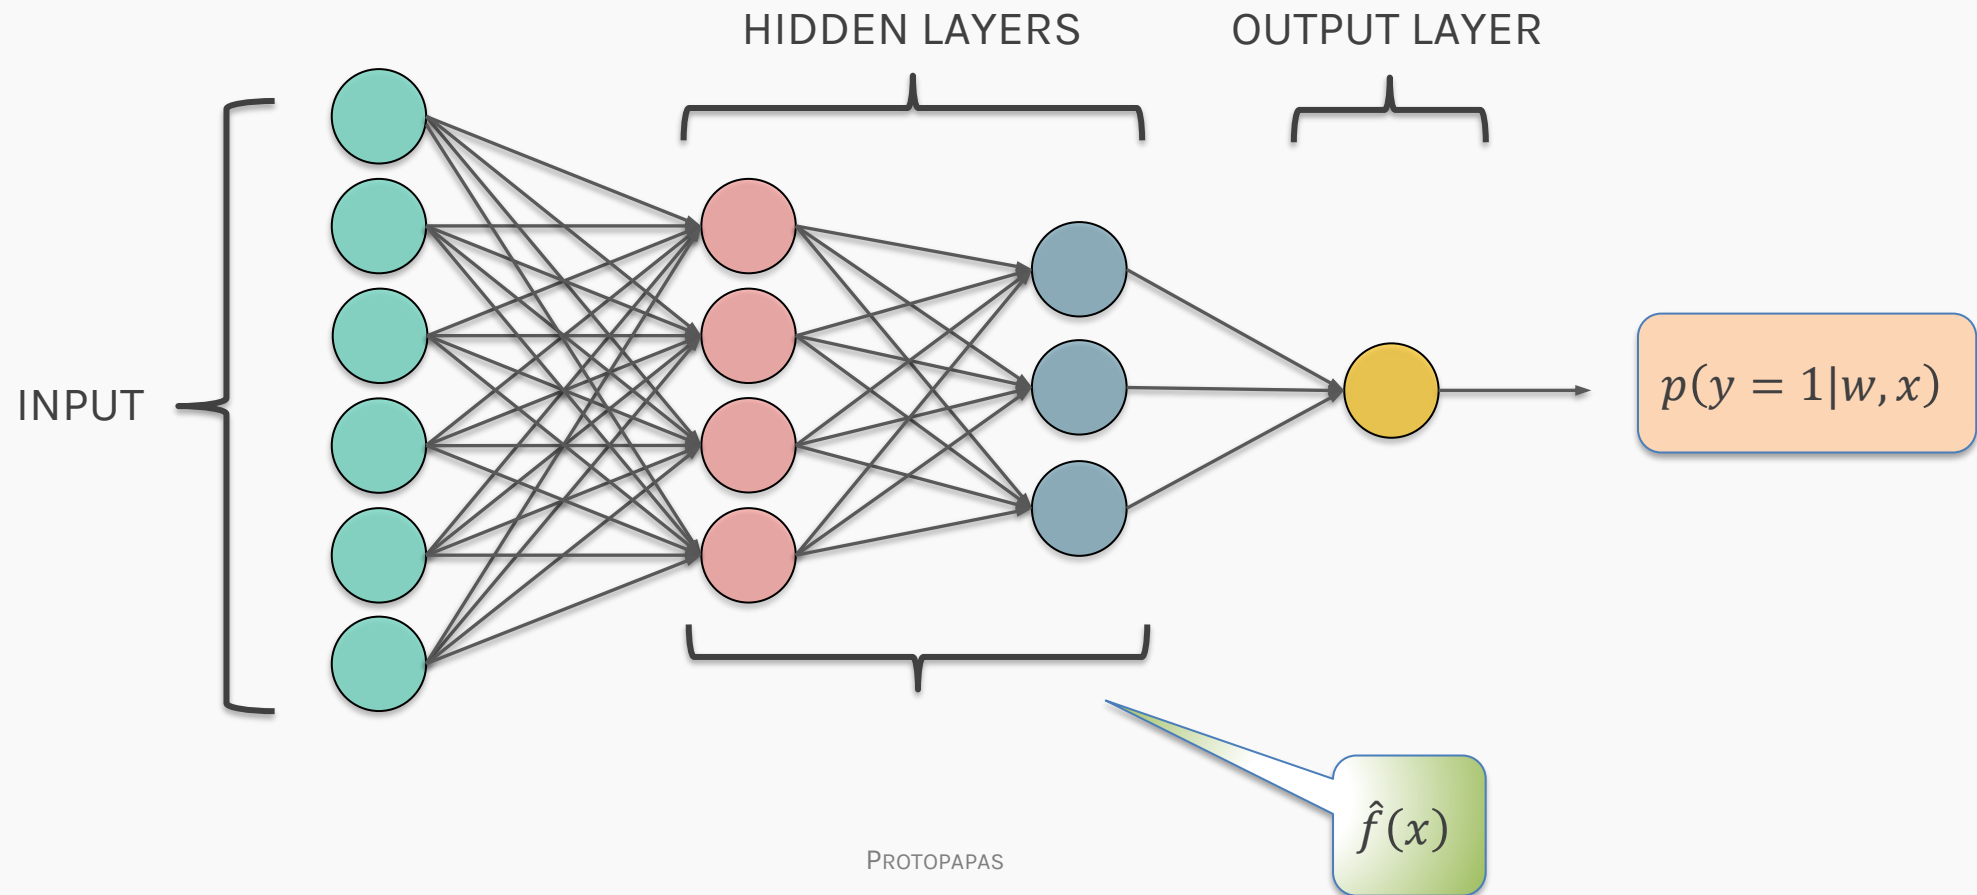 HIDDEN LAYERS
OUTPUT LAYER
INPUT
p(y = 1|w, x)
f̂(x)
PROTOPAPAS